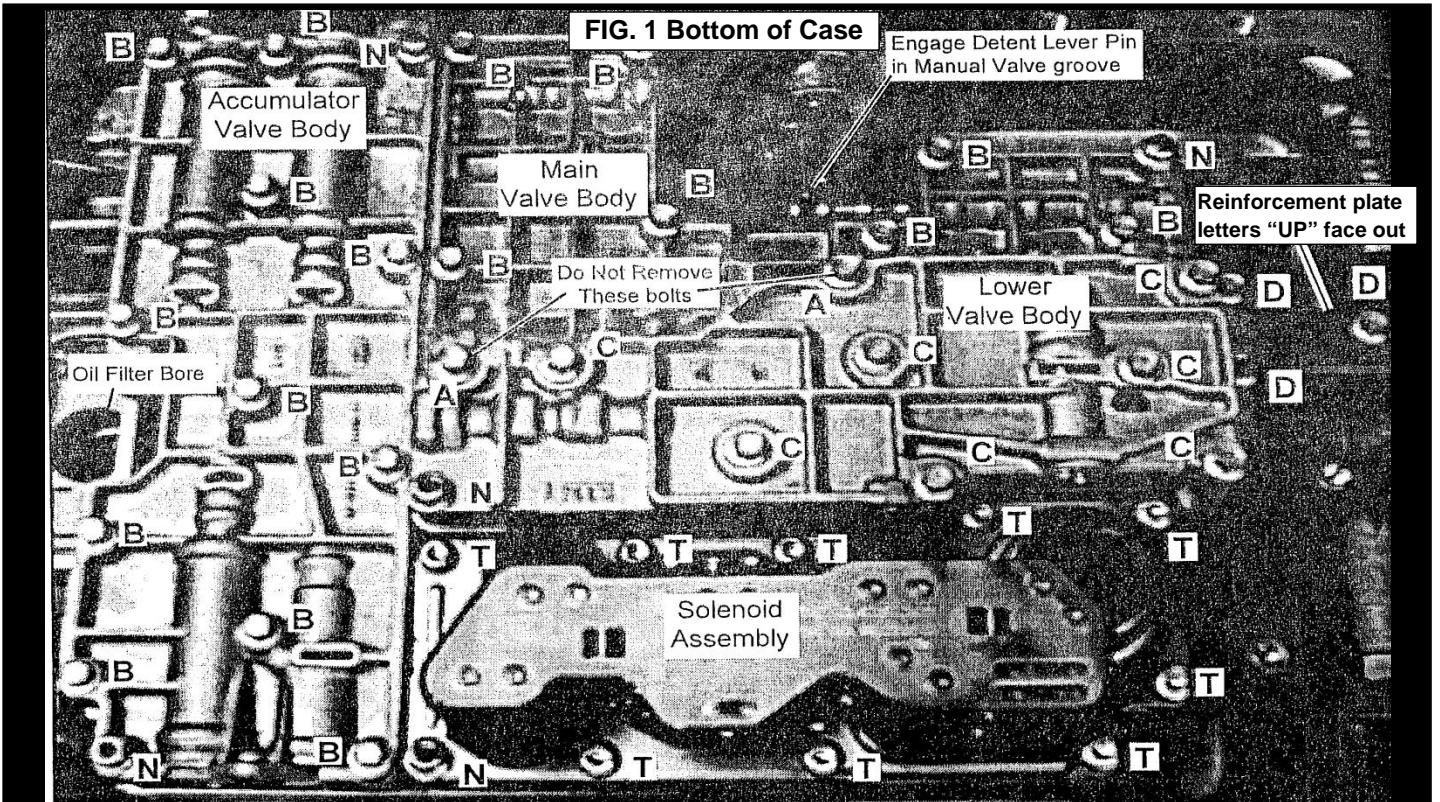 FIG. 1 Bottom of Case
B
B
N
B
B
Engage Detent Lever Pin
in Manual Valve groove
Accumulator
Valve Body
Main
Valve Body
B
B
B
N
Reinforcement plate
letters “UP” face out
B
B
B
B
Do Not Remove
These bolts
A
Lower
Valve Body
C
D
D
B
C
C
C
Oil Filter Bore
A
B
D
C
C
C
B
N
B
T
T
T
T
T
Solenoid
Assembly
B
B
T
N
B
N
T
T
T